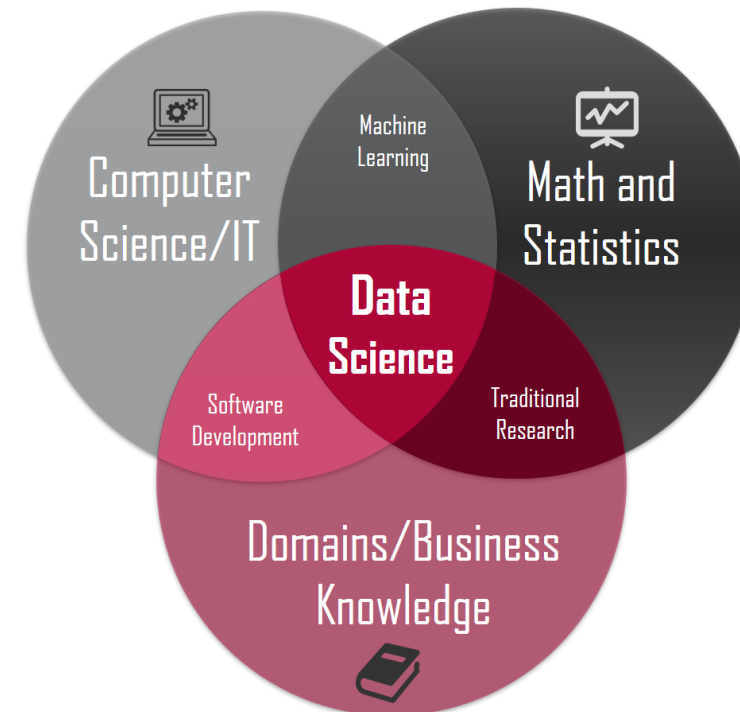 Machine
Learning
Computer
Science/IT
Math and
Statistics
Data
Science
Software
Development
Traditional
Research
Domains/Business
Knowledge